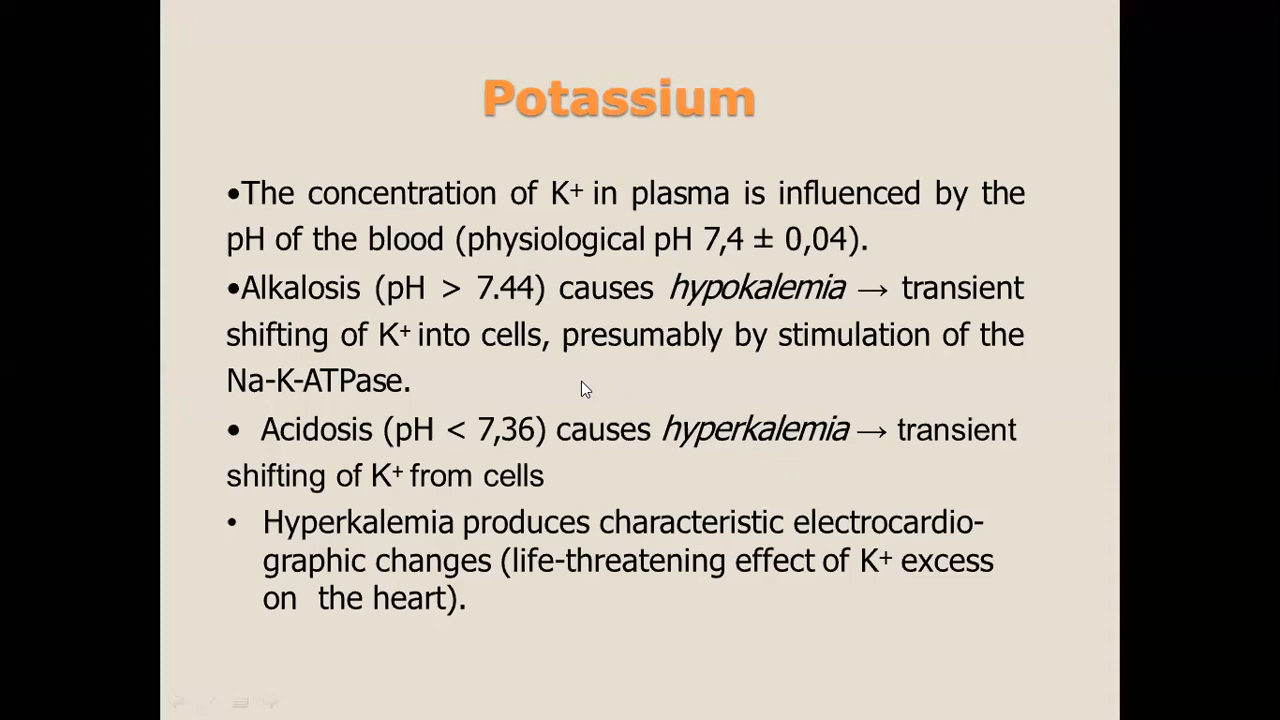 Potassium
•The concentration of K+ in plasma is influenced by the
pH of the blood (physiological pH 7,4 ± 0,04).
•Alkalosis (pH > 7.44) causes hypokalemia → transient
shifting of K+ into cells, presumably by stimulation of the
Na-K-ATPase.
• Acidosis (pH < 7,36) causes hyperkalemia → transient
shifting of K+ from cells
• Hyperkalemia produces characteristic electrocardio-
graphic changes (life-threatening effect of K+ excess
on the heart).